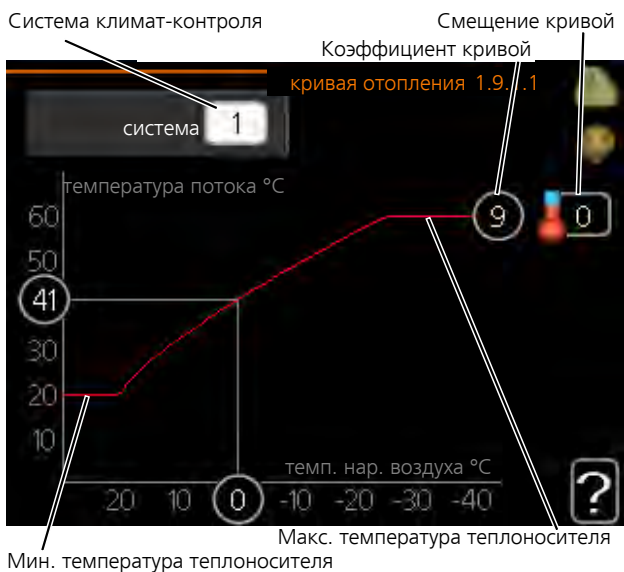 Система климат-контроля
Смещение кривой
Коэффициент кривой
кривая отопления 1.9. .1
система 1
температура потока °C
60
9
0
50
41
30
20
10
темп. нар. воздуха °C
20 10 0 -10 -20 -30 -40
?
Макс. температура теплоносителя
Мин. температура теплоносителя